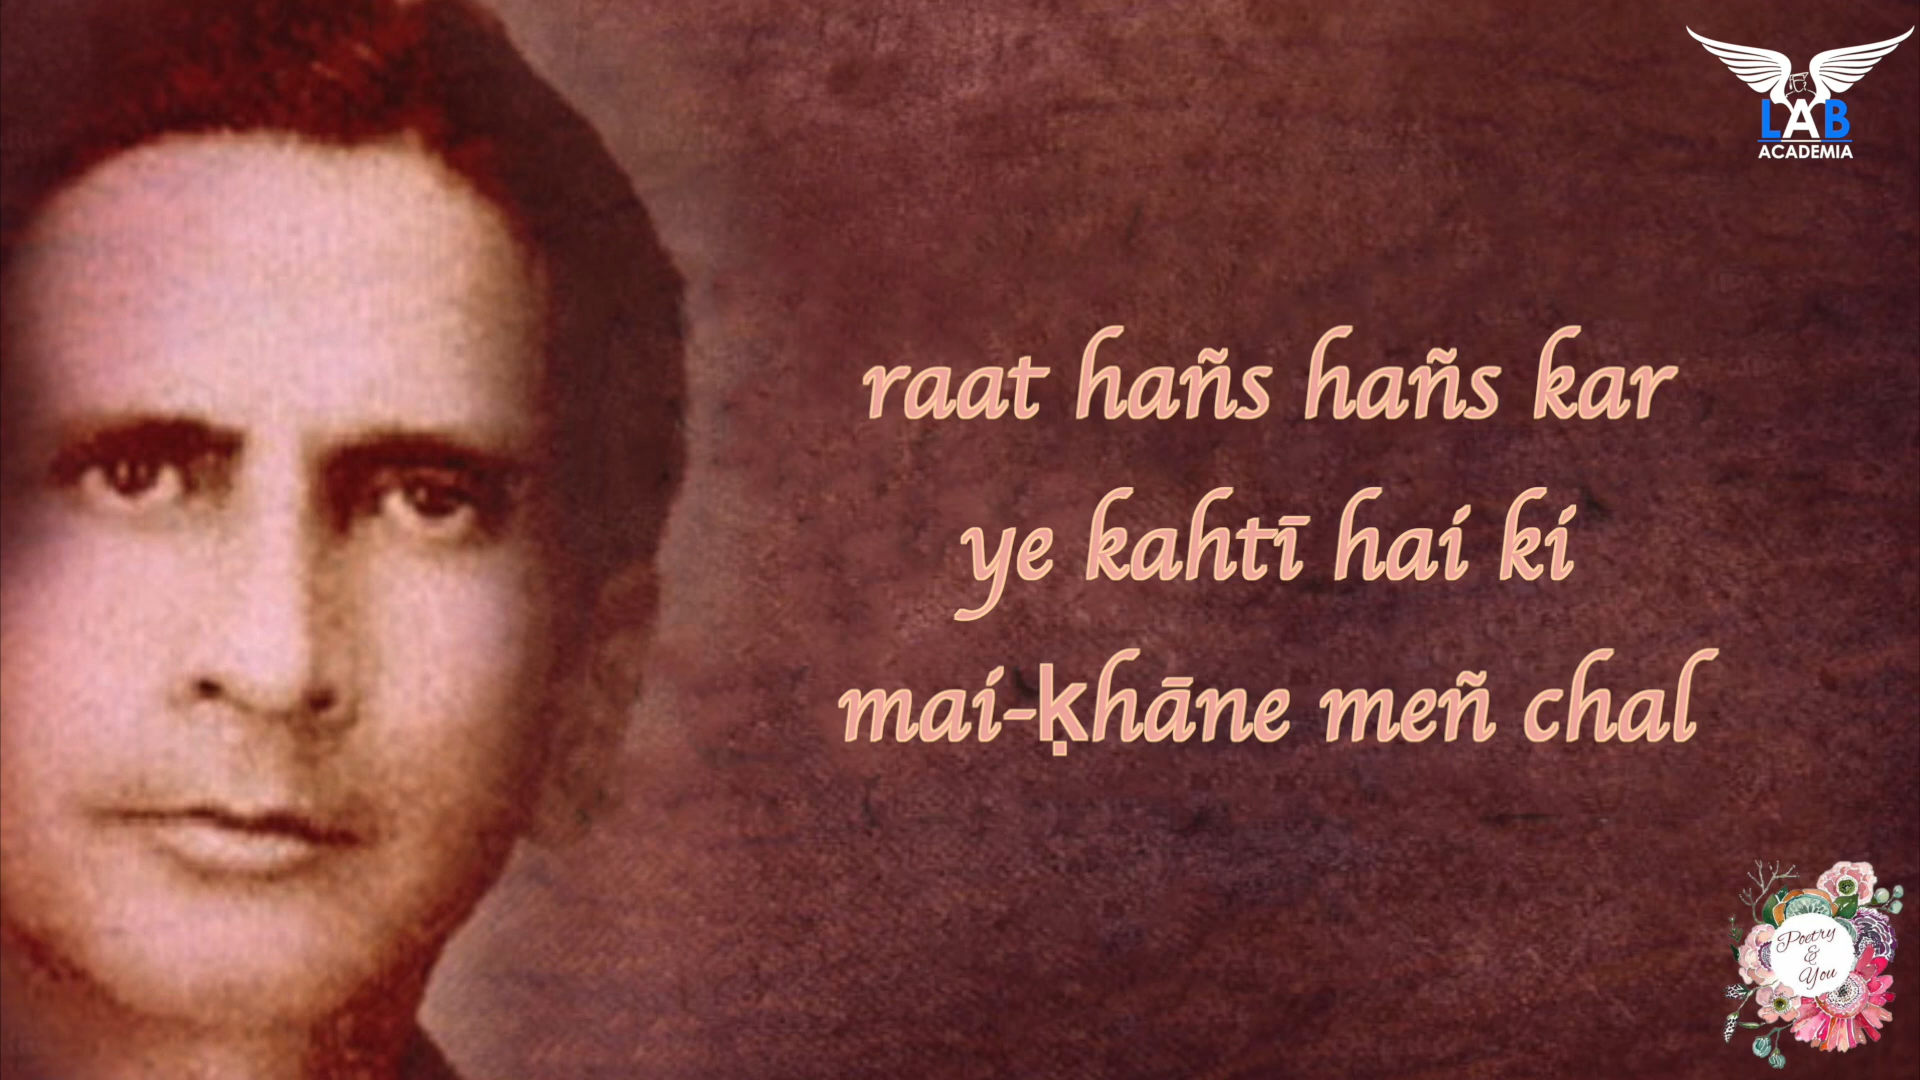 LAB
ACADEMIA
raat hañs hañs kar
ye kahtī hai ki
mai-ḳhāne meñ chal
Poetry
&
You